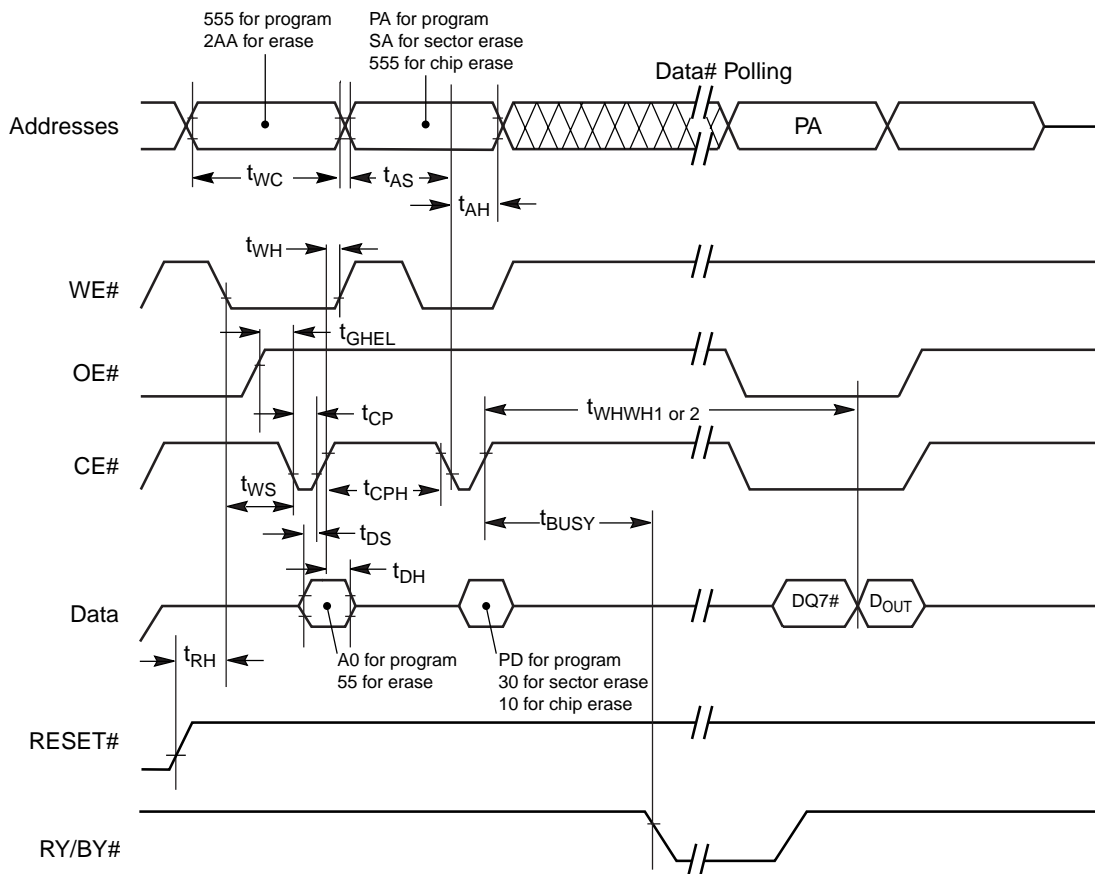 555 for program
2AA for erase
PA for program
SA for sector erase
555 for chip erase
Data# Polling
Addresses
PA
tWC
tAS
tAH
tWH
WE#
tGHEL
OE#
tWHWH1 or 2
tCP
CE#
tWS
tCPH
tBUSY
tDS
tDH
Data
DQ7#
DOUT
tRH
A0 for program
55 for erase
PD for program
30 for sector erase
10 for chip erase
RESET#
RY/BY#